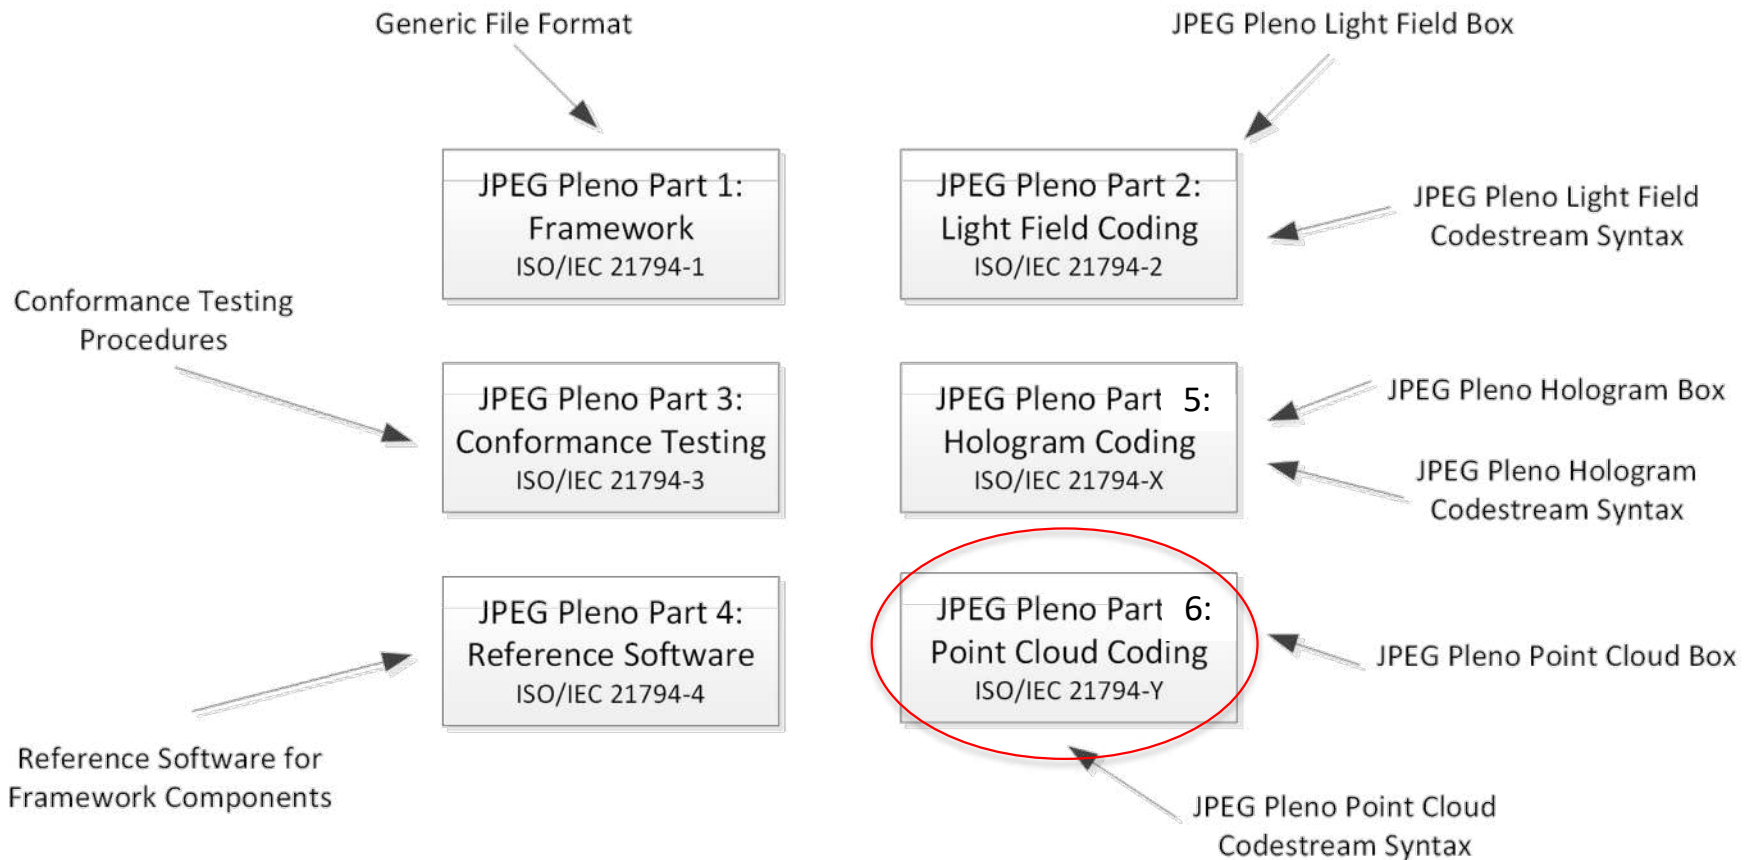 Generic File Format
JPEG Pleno Light Field Box
JPEG Pleno Part 1:
Framework
ISO/IEC 21794-1
JPEG Pleno Part 2:
Light Field Coding
ISO/IEC 21794-2
JPEG Pleno Light Field
Codestream Syntax
Conformance Testing
Procedures
JPEG Pleno Part 3:
Conformance Testing
ISO/IEC 21794-3
JPEG Pleno Part 5:
Hologram Coding
ISO/IEC 21794-X
JPEG Pleno Hologram Box
JPEG Pleno Hologram
Codestream Syntax
JPEG Pleno Part 4:
Reference Software
ISO/IEC 21794-4
JPEG Pleno Part 6:
Point Cloud Coding
ISO/IEC 21794-Y
JPEG Pleno Point Cloud Box
Reference Software for
Framework Components
JPEG Pleno Point Cloud
Codestream Syntax